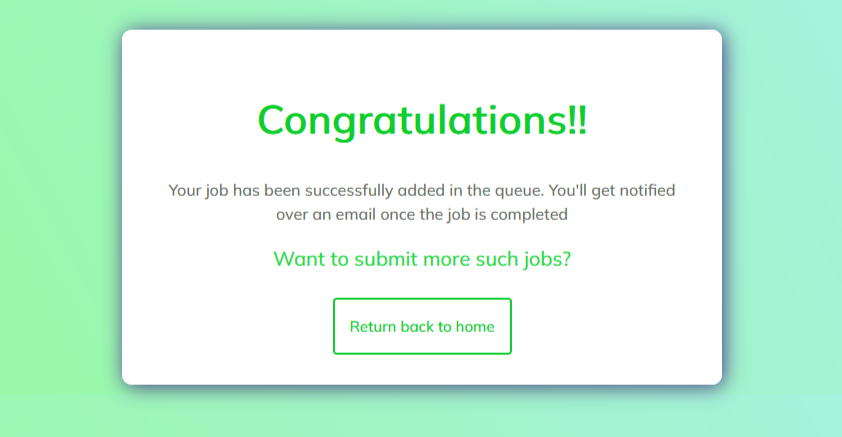 Congratulations!!
Your job has been successfully added in the queue. You'll get notified
over an email once the job is completed
Want to submit more such jobs?
Return back to home